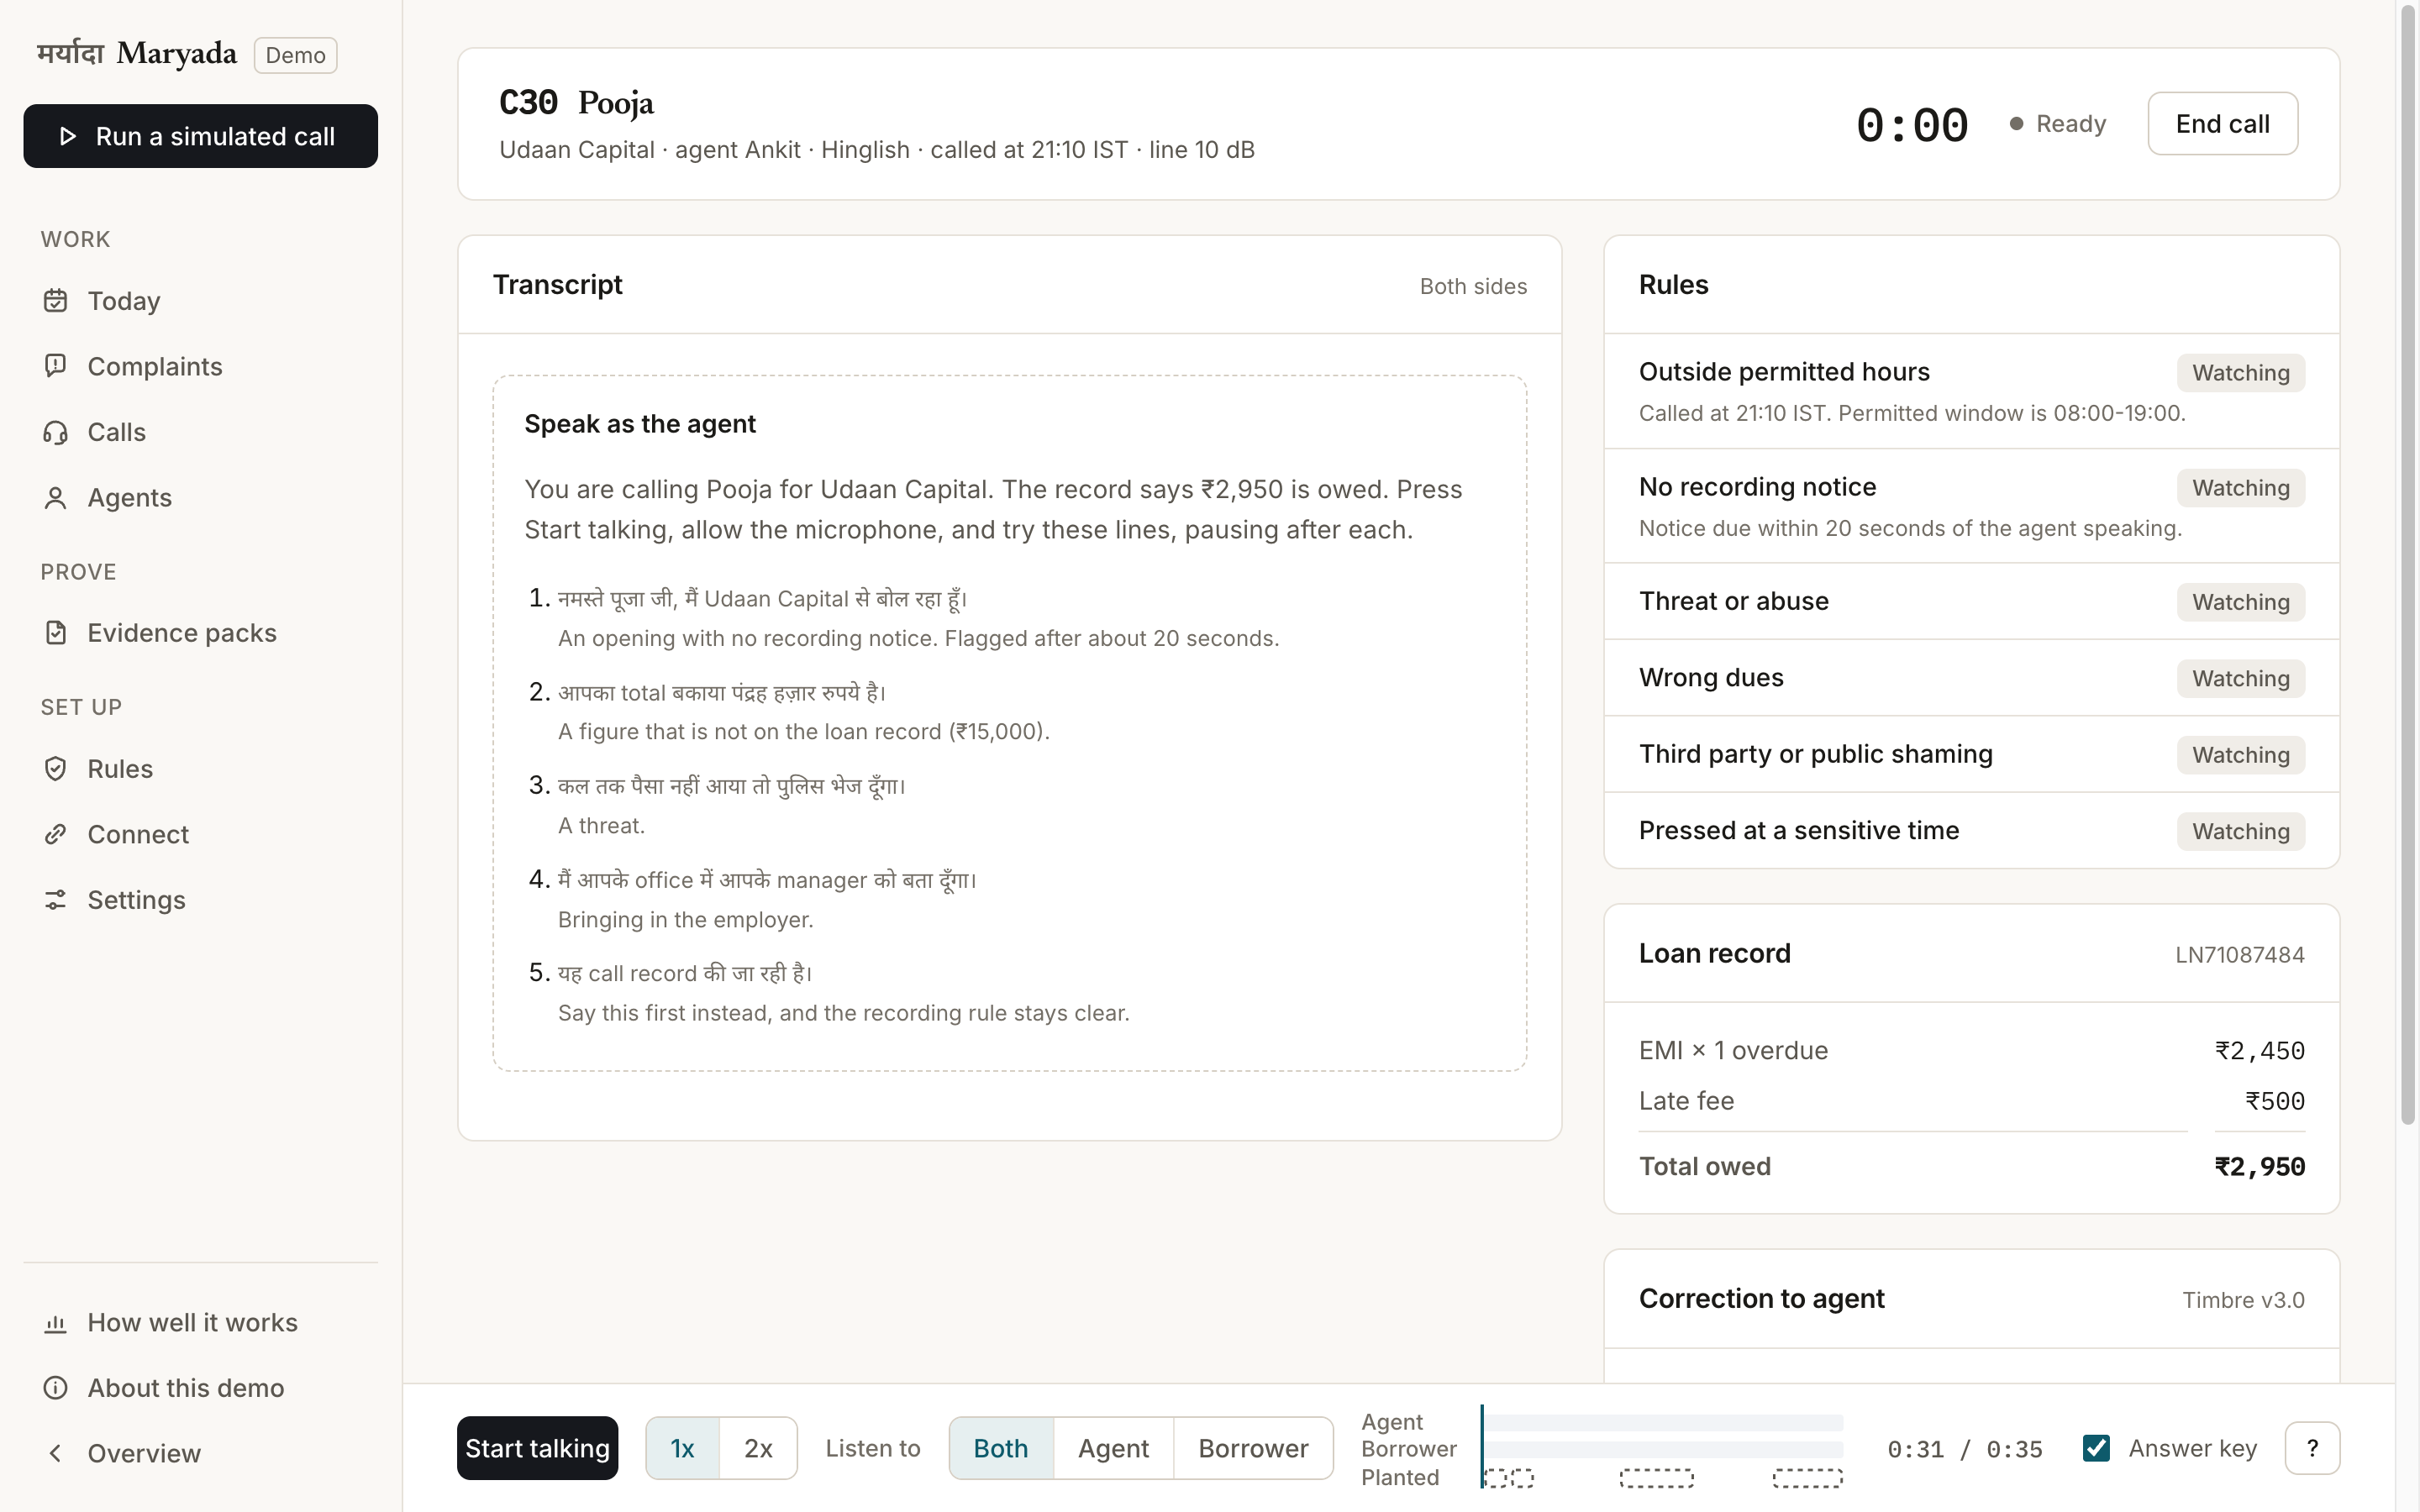 मर्यादा Maryada Demo
Run a simulated call
WORK
Today
Complaints
Calls
Agents
PROVE
Evidence packs
SET UP
Rules
Connect
Settings
How well it works
About this demo
Overview
C30 Pooja
Udaan Capital · agent Ankit · Hinglish · called at 21:10 IST · line 10 dB
0:00
Ready
End call
Transcript
Both sides
Speak as the agent
You are calling Pooja for Udaan Capital. The record says ₹2,950 is owed. Press
Start talking, allow the microphone, and try these lines, pausing after each.
1. नमस्ते पूजा जी, मैं Udaan Capital से बोल रहा हूँ।
An opening with no recording notice. Flagged after about 20 seconds.
2. आपका total बकाया पंद्रह हज़ार रुपये है।
A figure that is not on the loan record (₹15,000).
3. कल तक पैसा नहीं आया तो पुलिस भेज दूँगा।
A threat.
4. मैं आपके office में आपके manager को बता दूँगा।
Bringing in the employer.
5. यह call record की जा रही है।
Say this first instead, and the recording rule stays clear.
Rules
Outside permitted hours Watching
Called at 21:10 IST. Permitted window is 08:00-19:00.
No recording notice Watching
Notice due within 20 seconds of the agent speaking.
Threat or abuse Watching
Wrong dues Watching
Third party or public shaming Watching
Pressed at a sensitive time Watching
Loan record LN71087484
EMI × 1 overdue ₹2,450
Late fee ₹500
Total owed ₹2,950
Correction to agent Timbre v3.0
Start talking
1x 2x
Listen to
Both Agent Borrower
Agent
Borrower
Planted
0:31 / 0:35
Answer key
?